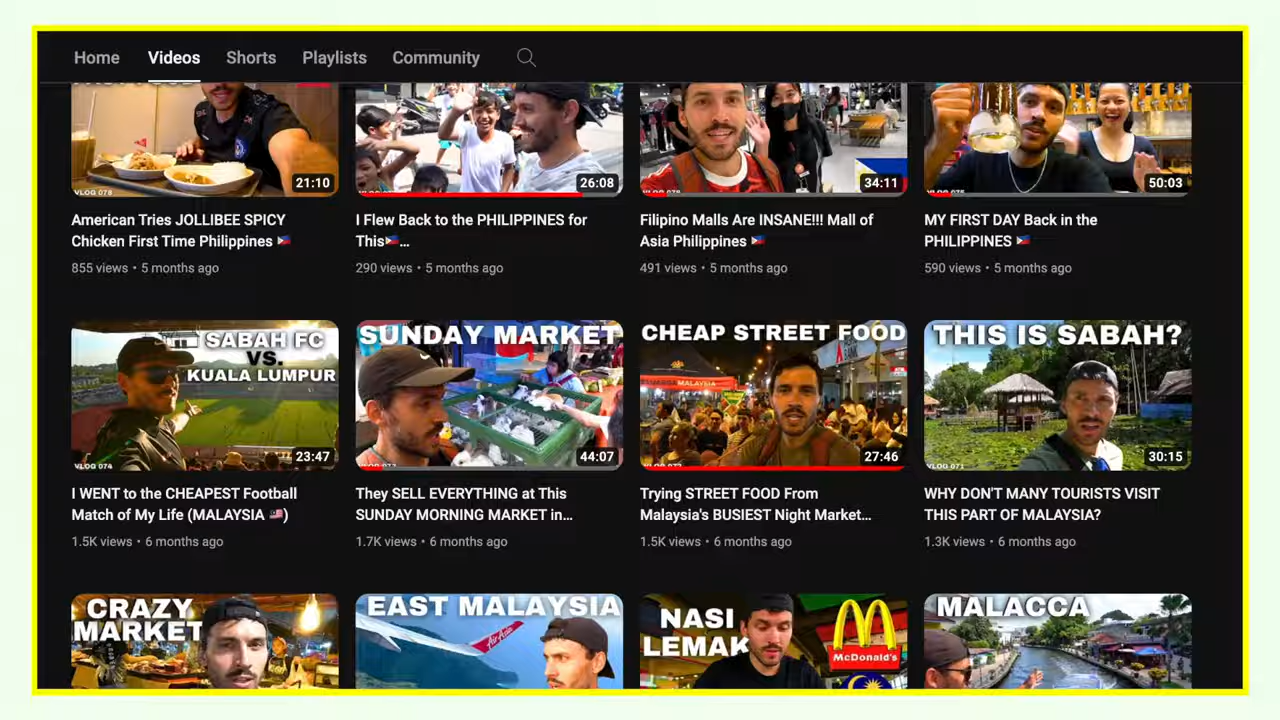 Home Videos Shorts Playlists Community
21:10
26:08
34:11
50:03
American Tries JOLLIBEE SPICY
Chicken First Time Philippines 🇵🇭
855 views • 5 months ago
I Flew Back to the PHILIPPINES for
This🇵🇭...
290 views • 5 months ago
Filipino Malls Are INSANE!!! Mall of
Asia Philippines 🇵🇭
491 views • 5 months ago
MY FIRST DAY Back in the
PHILIPPINES 🇵🇭
590 views • 5 months ago
SABAH FC
VS.
KUALA LUMPUR
VLOG 074
23:47
SUNDAY MARKET
44:07
CHEAP STREET FOOD
MALAYSIA
27:46
THIS IS SABAH?
VLOG 071
30:15
I WENT to the CHEAPEST Football
Match of My Life (MALAYSIA 🇲🇾)
1.5K views • 6 months ago
They SELL EVERYTHING at This
SUNDAY MORNING MARKET in...
1.7K views • 6 months ago
Trying STREET FOOD From
Malaysia's BUSIEST Night Market...
1.5K views • 6 months ago
WHY DON'T MANY TOURISTS VISIT
THIS PART OF MALAYSIA?
1.3K views • 6 months ago
CRAZY
MARKET
EAST MALAYSIA
AirAsia
NASI
LEMAK
McDonald's
MALACCA